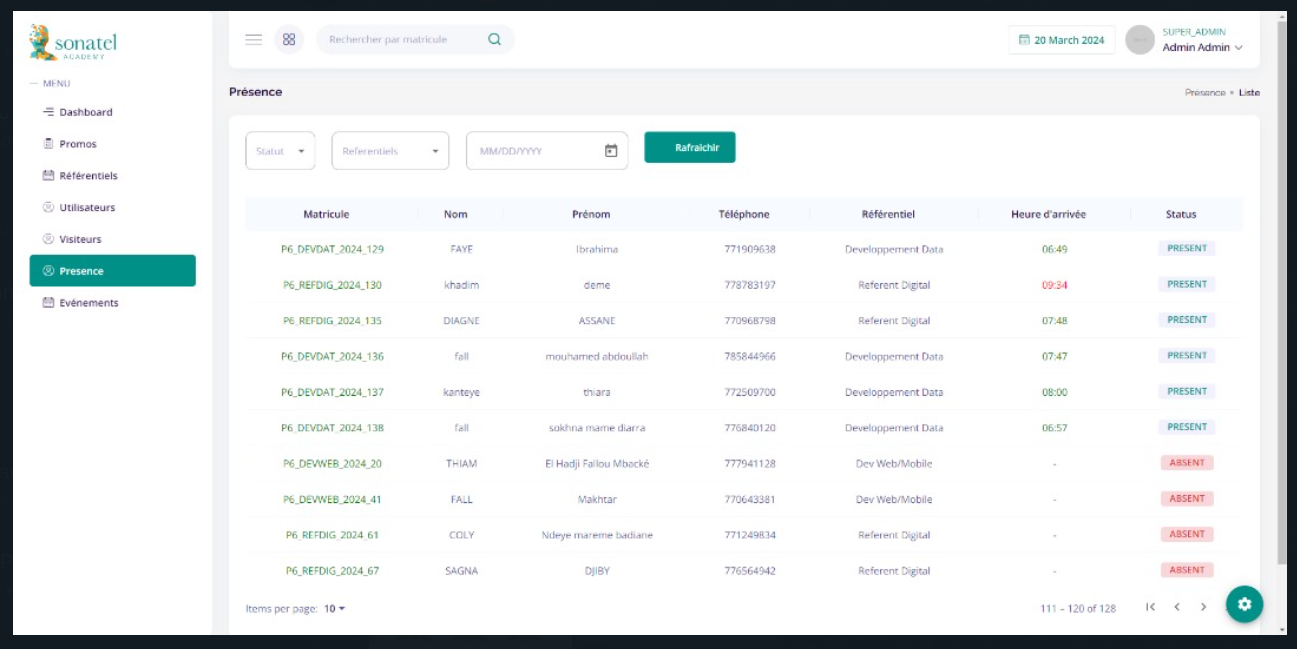 sonatel
ACADEMY
MENU
Dashboard
Promos
Référentiels
Utilisateurs
Visiteurs
Presence
Evénements
Rechercher par matricule
20 March 2024
SUPER_ADMIN
Admin Admin
Présence
Presence • Liste
Statut
Referentiels
MM/DD/YYYY
Rafraîchir
Matricule Nom Prénom Téléphone Référentiel Heure d'arrivée Status
P6_DEVDAT_2024_129 FAYE Ibrahima 771909638 Developpement Data 06:49 PRESENT
P6_REFDIG_2024_130 khadim deme 778783197 Referent Digital 09:34 PRESENT
P6_REFDIG_2024_135 DIAGNE ASSANE 770968798 Referent Digital 07:48 PRESENT
P6_DEVDAT_2024_136 fall mouhamed abdoullah 785844966 Developpement Data 07:47 PRESENT
P6_DEVDAT_2024_137 kanteye thiara 772509700 Developpement Data 08:00 PRESENT
P6_DEVDAT_2024_138 fall sokhna mame diarra 776840120 Developpement Data 06:57 PRESENT
P6_DEVWEB_2024_20 THIAM El Hadji Fallou Mbacké 777941128 Dev Web/Mobile - ABSENT
P6_DEVWEB_2024_41 FALL Makhtar 770643381 Dev Web/Mobile - ABSENT
P6_REFDIG_2024_61 COLY Ndeye mareme badiane 771249834 Referent Digital - ABSENT
P6_REFDIG_2024_67 SAGNA DJIBY 776564942 Referent Digital - ABSENT
Items per page: 10
111 – 120 of 128